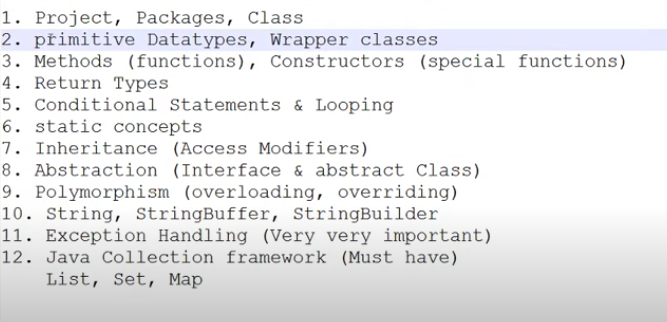 1. Project, Packages, Class
2. primitive Datatypes, Wrapper classes
3. Methods (functions), Constructors (special functions)
4. Return Types
5. Conditional Statements & Looping
6. static concepts
7. Inheritance (Access Modifiers)
8. Abstraction (Interface & abstract Class)
9. Polymorphism (overloading, overriding)
10. String, StringBuffer, StringBuilder
11. Exception Handling (Very very important)
12. Java Collection framework (Must have)
List, Set, Map